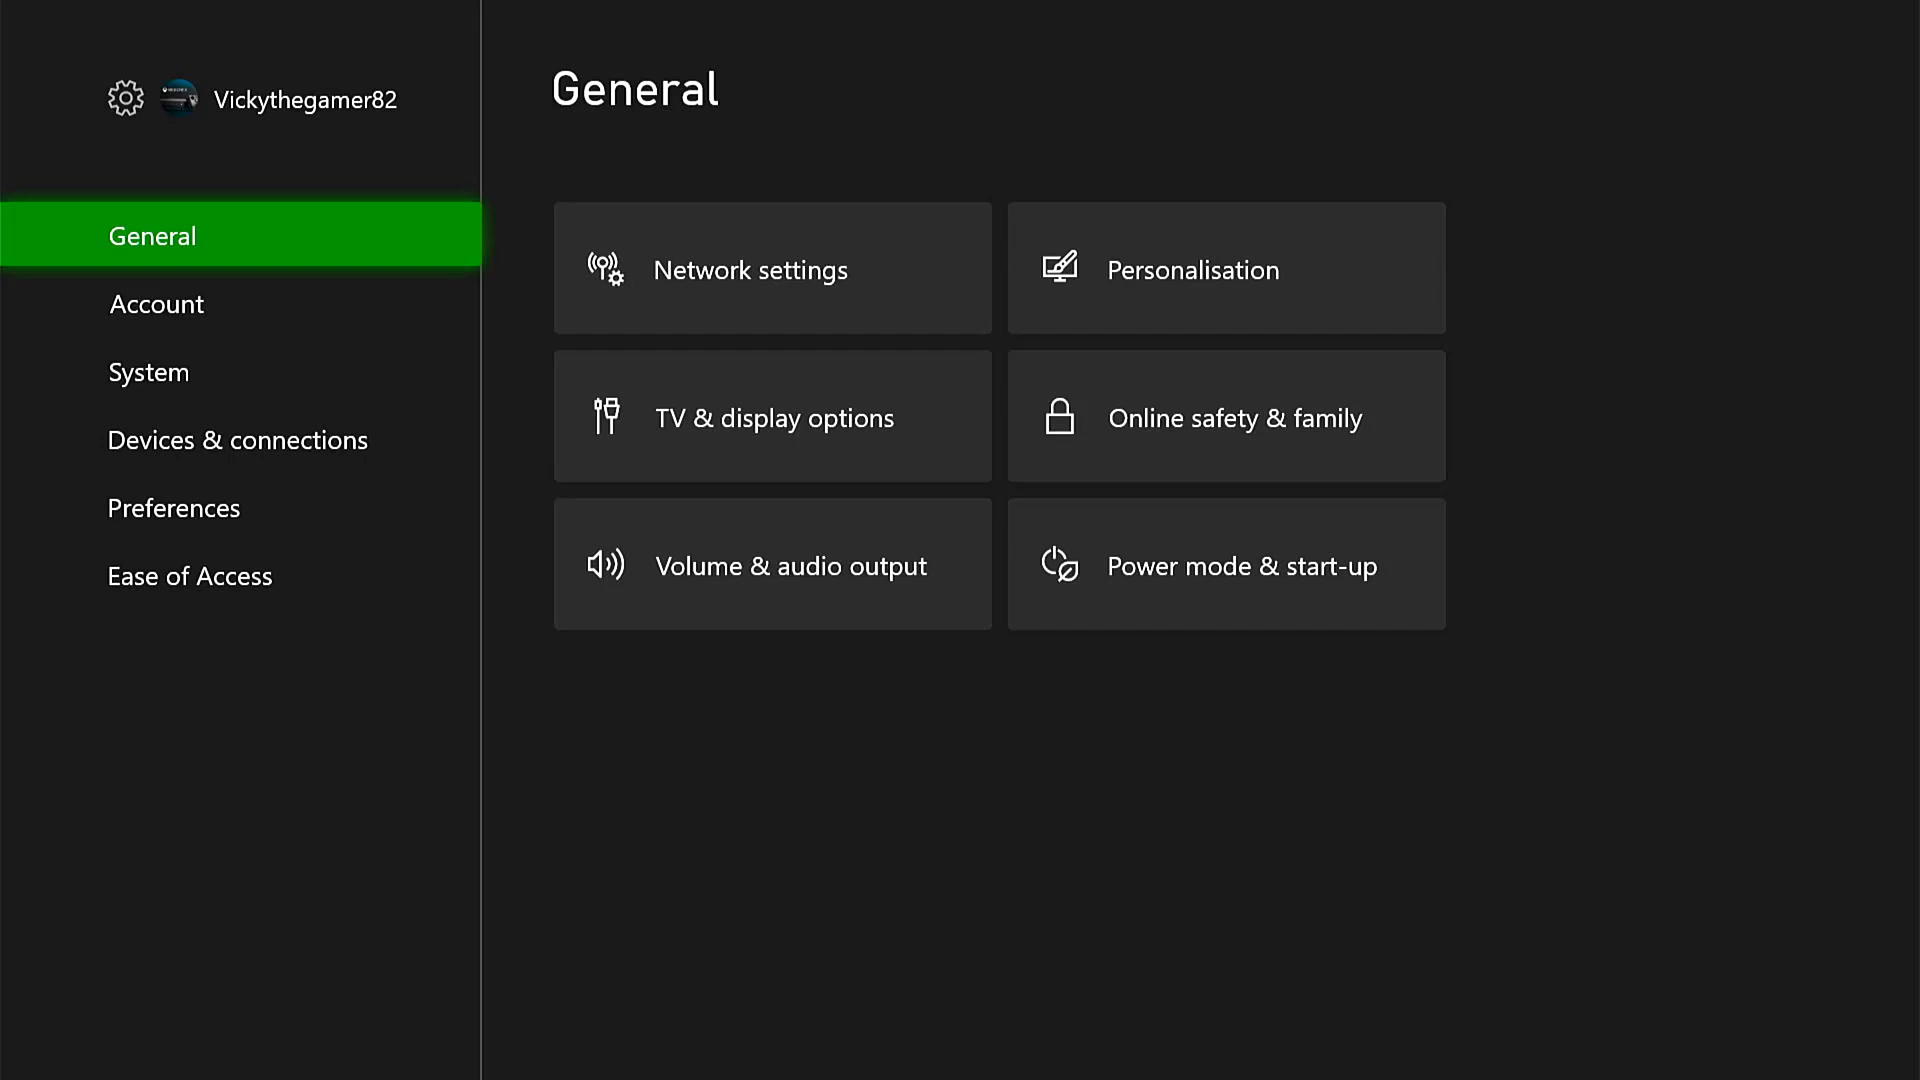 Vickythegamer82
General
Account
System
Devices & connections
Preferences
Ease of Access
General
Network settings
Personalisation
TV & display options
Online safety & family
Volume & audio output
Power mode & start-up